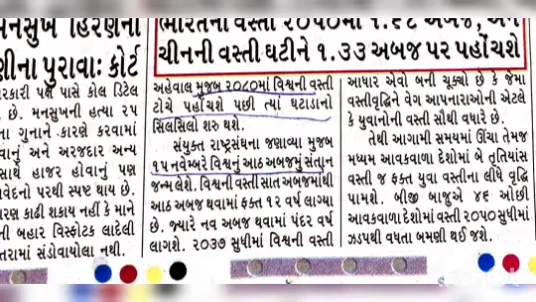 મનસુખ હિરણના
ણીના પુરાવાઃ કોર્ટ
રકારી પક્ષ પાસે કોલ ડિટેલ
છે. મનસુખની હત્યા ૨૫
ના ગુનાને કારણે કરવામાં
વાનું અને અરજદાર અન્ય
સાથે હાજર હોવાનું પણ
વેદનો પરથી સ્પષ્ટ થાય છે.
રણ કાઢી શકાય નહીં કે માને
ની બહાર વિસ્ફોટક લાદેલી
તરામાં સંડોવાયેલા નથી.
ભારતની વસ્તી ૨૦૫૦માં ૧.૬૮ અબજ, અને
ચીનની વસ્તી ઘટીને ૧.૩૩ અબજ પર પહોંચશે
અહેવાલ મુજબ ૨૦૮૦માં વિશ્વની વસ્તી
ટોચે પહોંચશે પછી ત્યાં ઘટાડાનો
સિલસિલો શરુ થશે.
સંયુક્ત રાષ્ટ્રસંઘના જણાવ્યા મુજબ
૧૫ નવેમ્બરે વિશ્વનું આઠ અબજમું સંતાન
જન્મ લેશે. વિશ્વની વસ્તી સાત અબજમાંથી
આઠ અબજ થવામાં ફક્ત ૧૨ વર્ષ લાગ્યા
છે. જ્યારે નવ અબજ થવામાં પંદર વર્ષ
લાગશે. ૨૦૩૭ સુધીમાં વિશ્વની વસ્તી
આધાર એવો બની ચૂક્યો છે કે જેમા
વસ્તીવૃદ્ધિને વેગ આપનારાઓની એટલે
કે યુવાનોની વસ્તી સૌથી વધારે છે.
તેથી આગામી સમયમાં ઊંચા તેમજ
મધ્યમ આવકવાળા દેશોમાં બે તૃતિયાંસ
વસ્તી જ ફક્ત યુવા વસ્તીના લીધે વૃદ્ધિ
પામશે. બીજી બાજુએ ૪૬ ઓછી
આવકવાળા દેશોમાં વસ્તી ૨૦૫૦ સુધીમાં
ઝડપથી વધતા બમણી થઈ જશે.